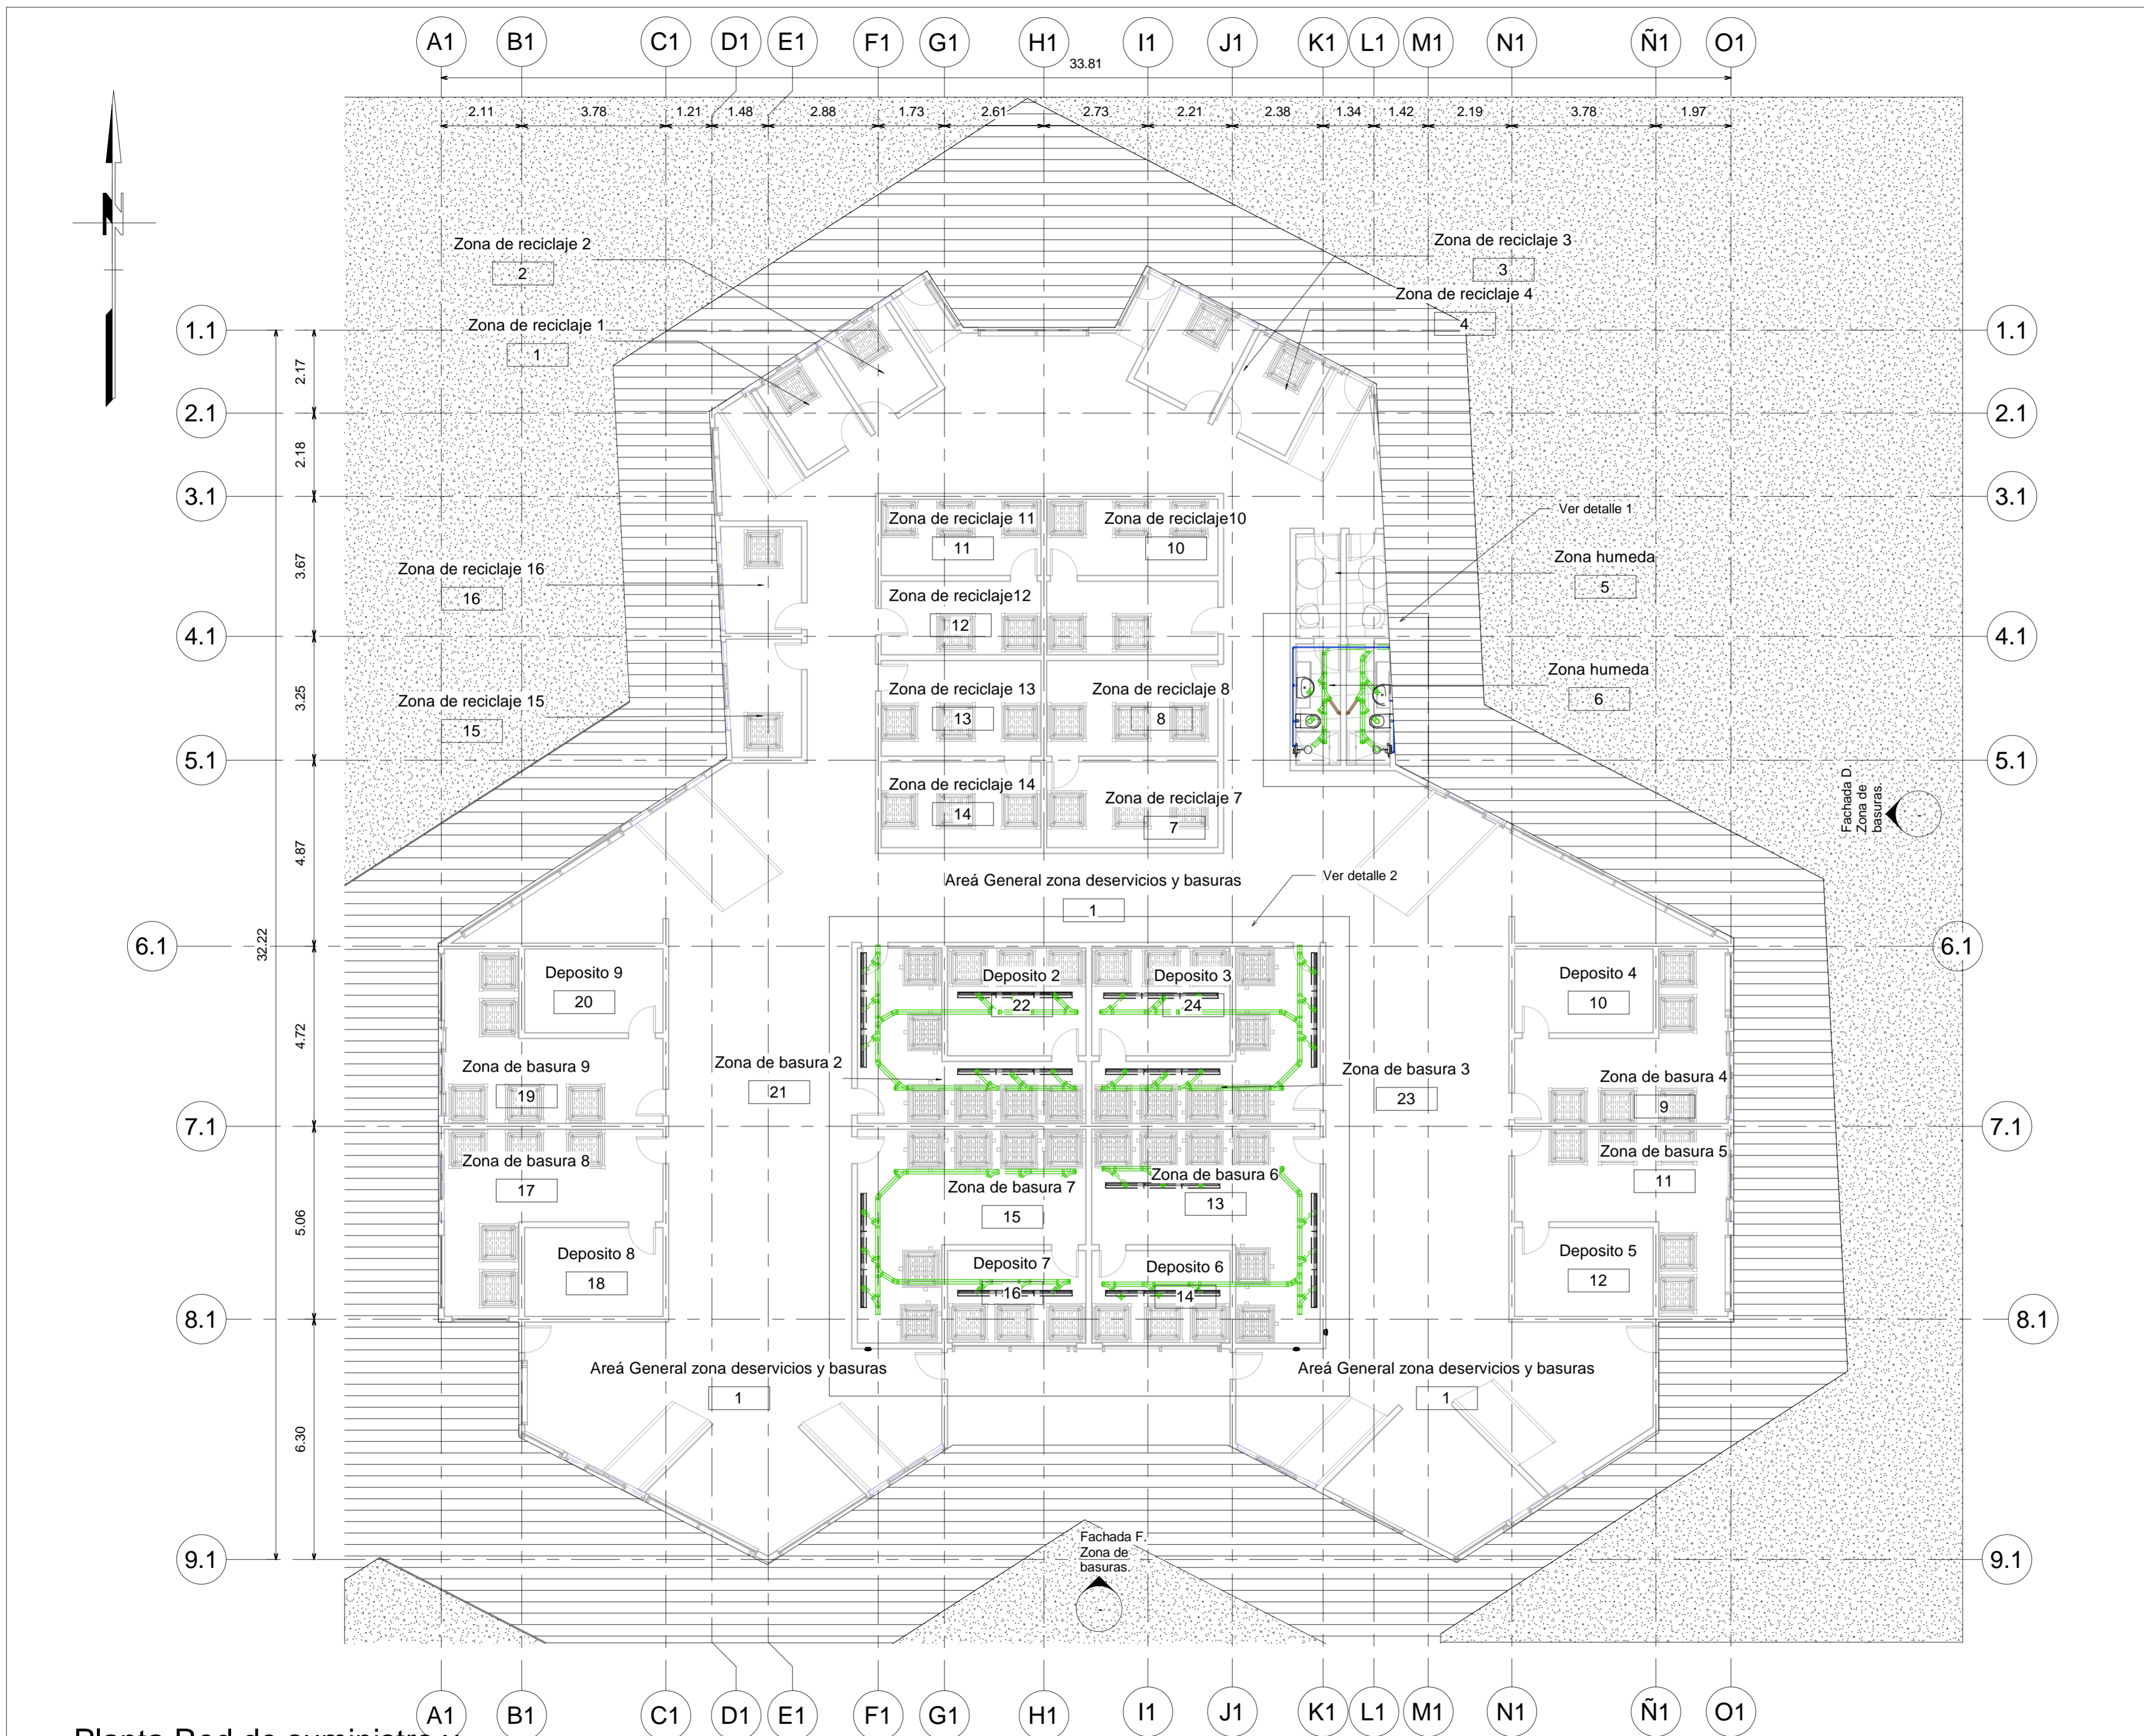 A1 B1 C1 D1 E1 F1 G1 H1 I1 J1 K1 L1 M1 N1 Ñ1 O1
33.81
2.11 3.78 1.21 1.48 2.88 1.73 2.61 2.73 2.21 2.38 1.34 1.42 2.19 3.78 1.97
N
Zona de reciclaje 2
2
Zona de reciclaje 3
3
Zona de reciclaje 4
4
Zona de reciclaje 1
1
1.1 1.1
2.17
2.1 2.1
2.18
3.1 3.1
Ver detalle 1
Zona de reciclaje 11
11
Zona de reciclaje10
10
Zona humeda
5
3.67
Zona de reciclaje 16
16
Zona de reciclaje12
12
4.1 4.1
Zona humeda
6
3.25
Zona de reciclaje 15
15
Zona de reciclaje 13
13
Zona de reciclaje 8
8
5.1 5.1
Zona de reciclaje 14
14
Zona de reciclaje 7
7
Fachada D.
Zona de
basuras.
-
4.87
Areá General zona deservicios y basuras
1
Ver detalle 2
6.1 6.1
32.22
Deposito 9
20
Deposito 2
22
Deposito 3
24
Deposito 4
10
4.72
Zona de basura 9
19
Zona de basura 2
21
Zona de basura 3
23
Zona de basura 4
9
7.1 7.1
Zona de basura 8
17
Zona de basura 7
15
Zona de basura 6
13
Zona de basura 5
11
5.06
Deposito 8
18
Deposito 7
16
Deposito 6
14
Deposito 5
12
8.1 8.1
Areá General zona deservicios y basuras
1
Areá General zona deservicios y basuras
1
6.30
9.1 9.1
Fachada F.
Zona de
basuras.
-
A1 B1 C1 D1 E1 F1 G1 H1 I1 J1 K1 L1 M1 N1 Ñ1 O1
Planta Red de suministro y